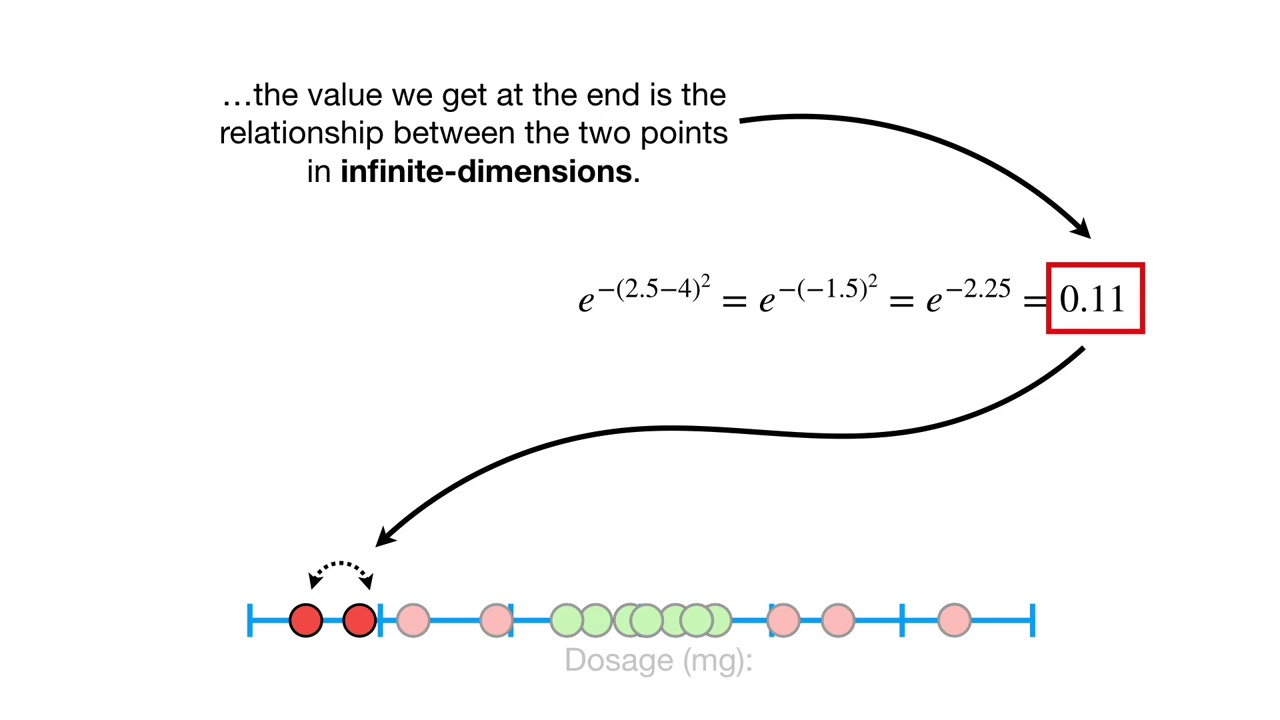 …the value we get at the end is the
relationship between the two points
in infinite-dimensions.
e^{−(2.5−4)^2} = e^{−(−1.5)^2} = e^{−2.25} = 0.11
Dosage (mg):